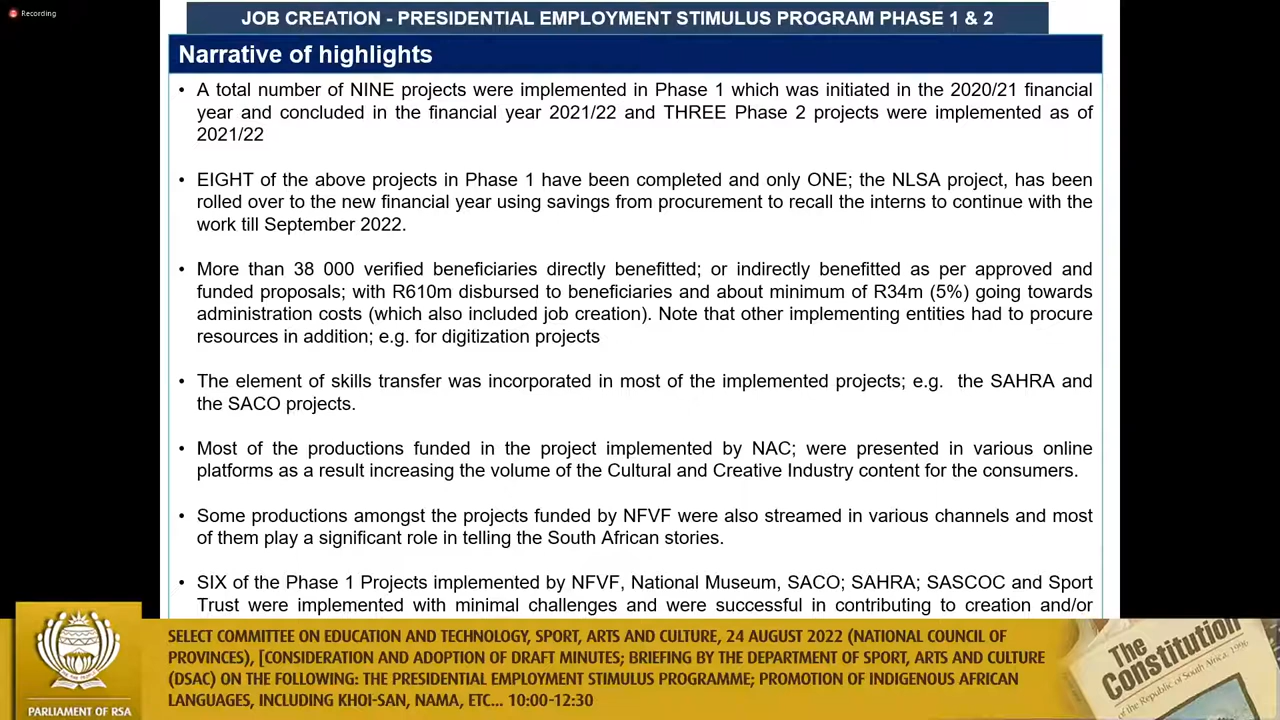 Recording
JOB CREATION - PRESIDENTIAL EMPLOYMENT STIMULUS PROGRAM PHASE 1 & 2
Narrative of highlights
• A total number of NINE projects were implemented in Phase 1 which was initiated in the 2020/21 financial
year and concluded in the financial year 2021/22 and THREE Phase 2 projects were implemented as of
2021/22
• EIGHT of the above projects in Phase 1 have been completed and only ONE; the NLSA project, has been
rolled over to the new financial year using savings from procurement to recall the interns to continue with the
work till September 2022.
• More than 38 000 verified beneficiaries directly benefitted; or indirectly benefitted as per approved and
funded proposals; with R610m disbursed to beneficiaries and about minimum of R34m (5%) going towards
administration costs (which also included job creation). Note that other implementing entities had to procure
resources in addition; e.g. for digitization projects
• The element of skills transfer was incorporated in most of the implemented projects; e.g. the SAHRA and
the SACO projects.
• Most of the productions funded in the project implemented by NAC; were presented in various online
platforms as a result increasing the volume of the Cultural and Creative Industry content for the consumers.
• Some productions amongst the projects funded by NFVF were also streamed in various channels and most
of them play a significant role in telling the South African stories.
• SIX of the Phase 1 Projects implemented by NFVF, National Museum, SACO; SAHRA; SASCOC and Sport
Trust were implemented with minimal challenges and were successful in contributing to creation and/or
SELECT COMMITTEE ON EDUCATION AND TECHNOLOGY, SPORT, ARTS AND CULTURE, 24 AUGUST 2022 (NATIONAL COUNCIL OF
PROVINCES), [CONSIDERATION AND ADOPTION OF DRAFT MINUTES; BRIEFING BY THE DEPARTMENT OF SPORT, ARTS AND CULTURE
(DSAC) ON THE FOLLOWING: THE PRESIDENTIAL EMPLOYMENT STIMULUS PROGRAMME; PROMOTION OF INDIGENOUS AFRICAN
LANGUAGES, INCLUDING KHOI-SAN, NAMA, ETC... 10:00-12:30
PARLIAMENT OF RSA
The
Constitution
of the Republic of South Africa, 1996